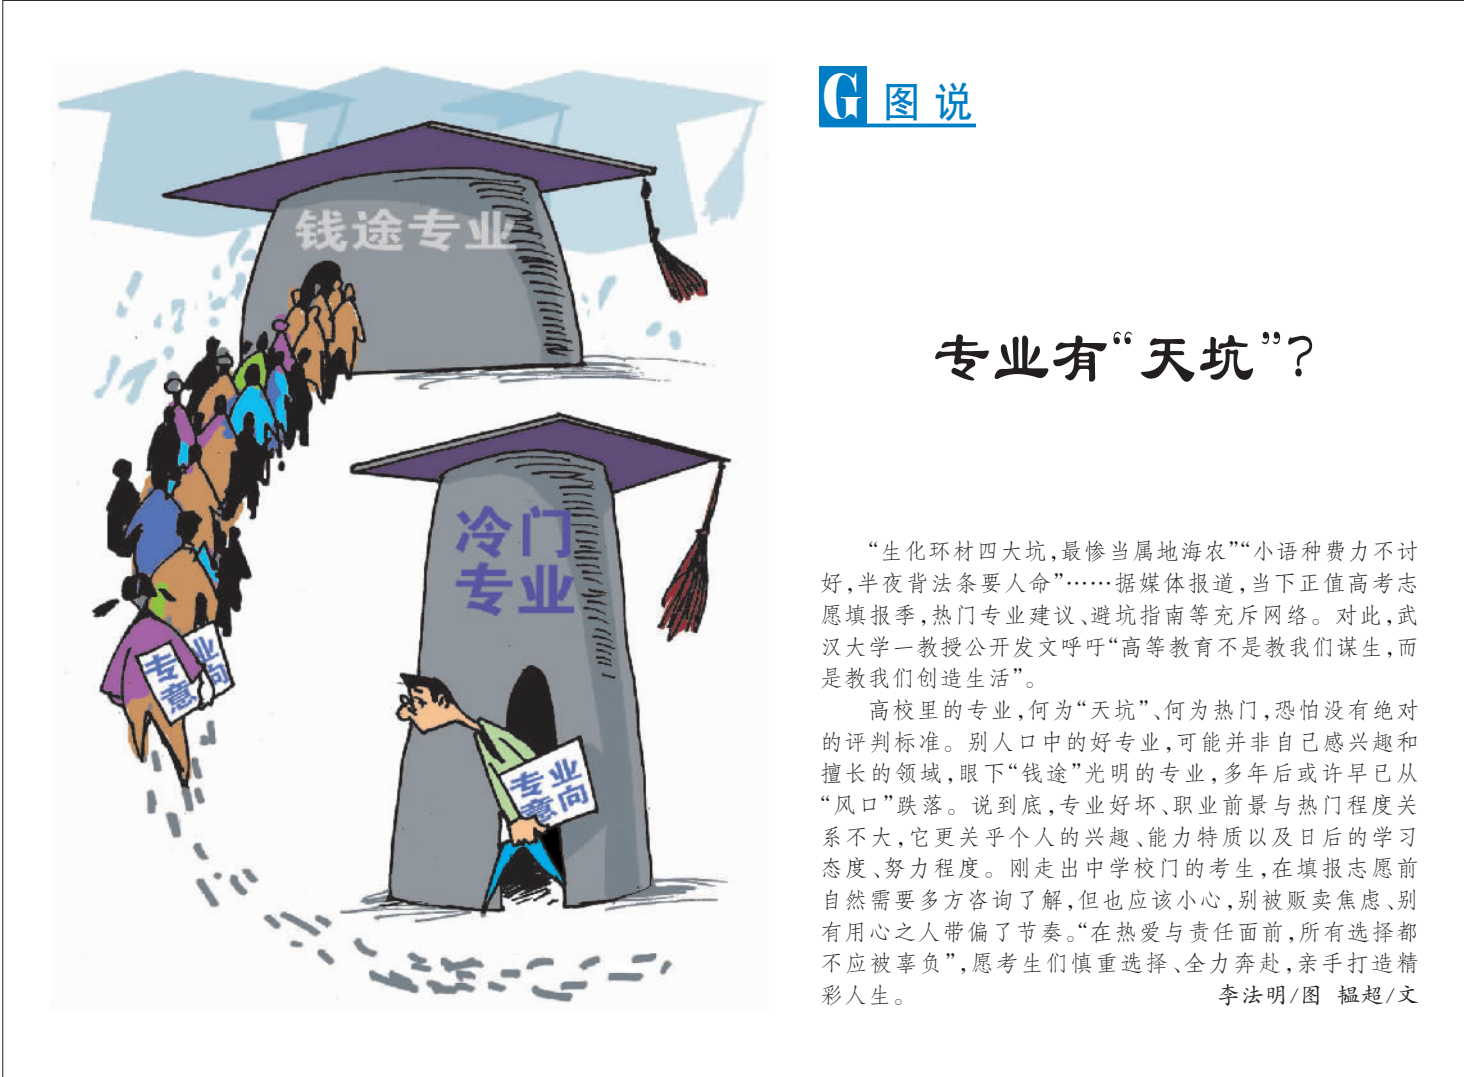 钱途专业
冷门
专业
专业
意向
专业
意向
G 图说
专业有“天坑”?
“生化环材四大坑,最惨当属地海农”“小语种费力不讨
好,半夜背法条要人命”……据媒体报道,当下正值高考志
愿填报季,热门专业建议、避坑指南等充斥网络。对此,武
汉大学一教授公开发文呼吁“高等教育不是教我们谋生,而
是教我们创造生活”。
高校里的专业,何为“天坑”、何为热门,恐怕没有绝对
的评判标准。别人口中的好专业,可能并非自己感兴趣和
擅长的领域,眼下“钱途”光明的专业,多年后或许早已从
“风口”跌落。说到底,专业好坏、职业前景与热门程度关
系不大,它更关乎个人的兴趣、能力特质以及日后的学习
态度、努力程度。刚走出中学校门的考生,在填报志愿前
自然需要多方咨询了解,但也应该小心,别被贩卖焦虑、别
有用心之人带偏了节奏。“在热爱与责任面前,所有选择都
不应被辜负”,愿考生们慎重选择、全力奔赴,亲手打造精
彩人生。 李法明/图 韫超/文